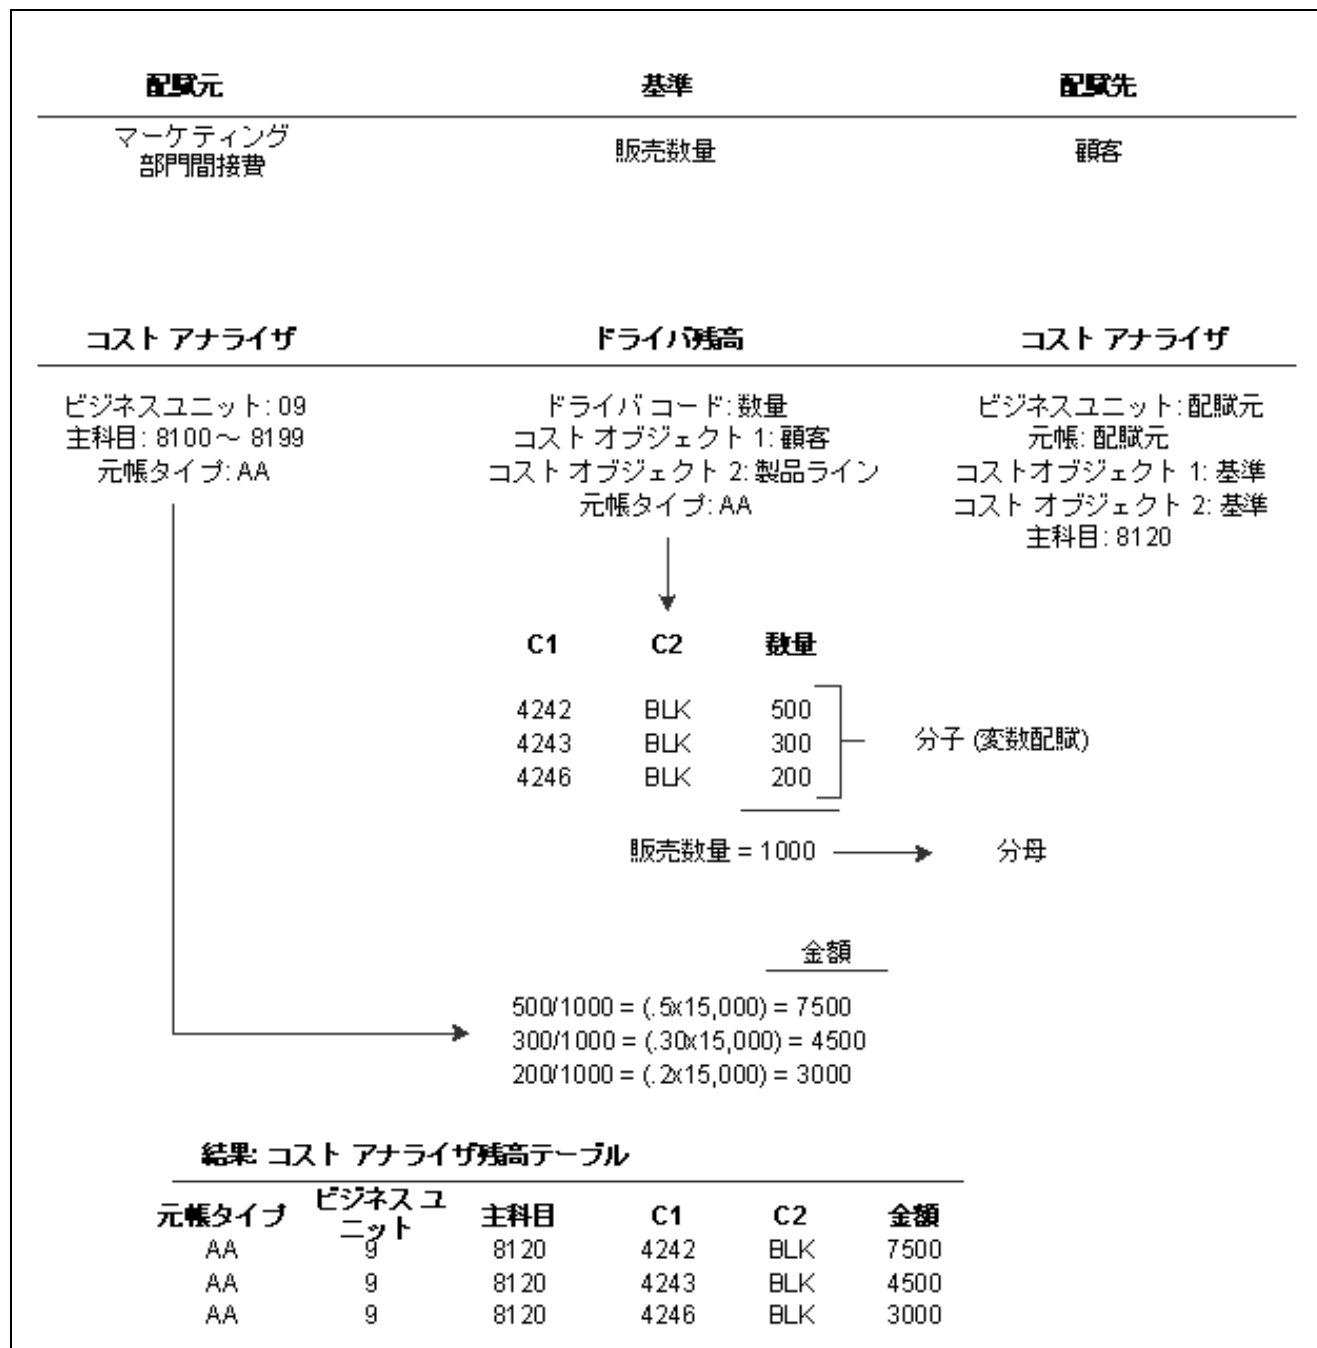 配賦元 基準 配賦先
マーケティング
部門間接費
販売数量
顧客
コスト アナライザ ドライバ残高 コスト アナライザ
ビジネスユニット: 09
主科目: 8100～ 8199
元帳タイプ: AA
ドライバ コード: 数量
コスト オブジェクト 1: 顧客
コスト オブジェクト 2: 製品ライン
元帳タイプ: AA
ビジネスユニット: 配賦元
元帳: 配賦元
コストオブジェクト 1: 基準
コスト オブジェクト 2: 基準
主科目: 8120
C1 C2 数量
4242 BLK 500
4243 BLK 300
4246 BLK 200
分子 (変数配賦)
販売数量 = 1000 分母
金額
500/1000 = (.5x15,000) = 7500
300/1000 = (.30x15,000) = 4500
200/1000 = (.2x15,000) = 3000
結果: コスト アナライザ残高テーブル
元帳タイプ ビジネス ユ
ニット 主科目 C1 C2 金額
AA 9 8120 4242 BLK 7500
AA 9 8120 4243 BLK 4500
AA 9 8120 4246 BLK 3000